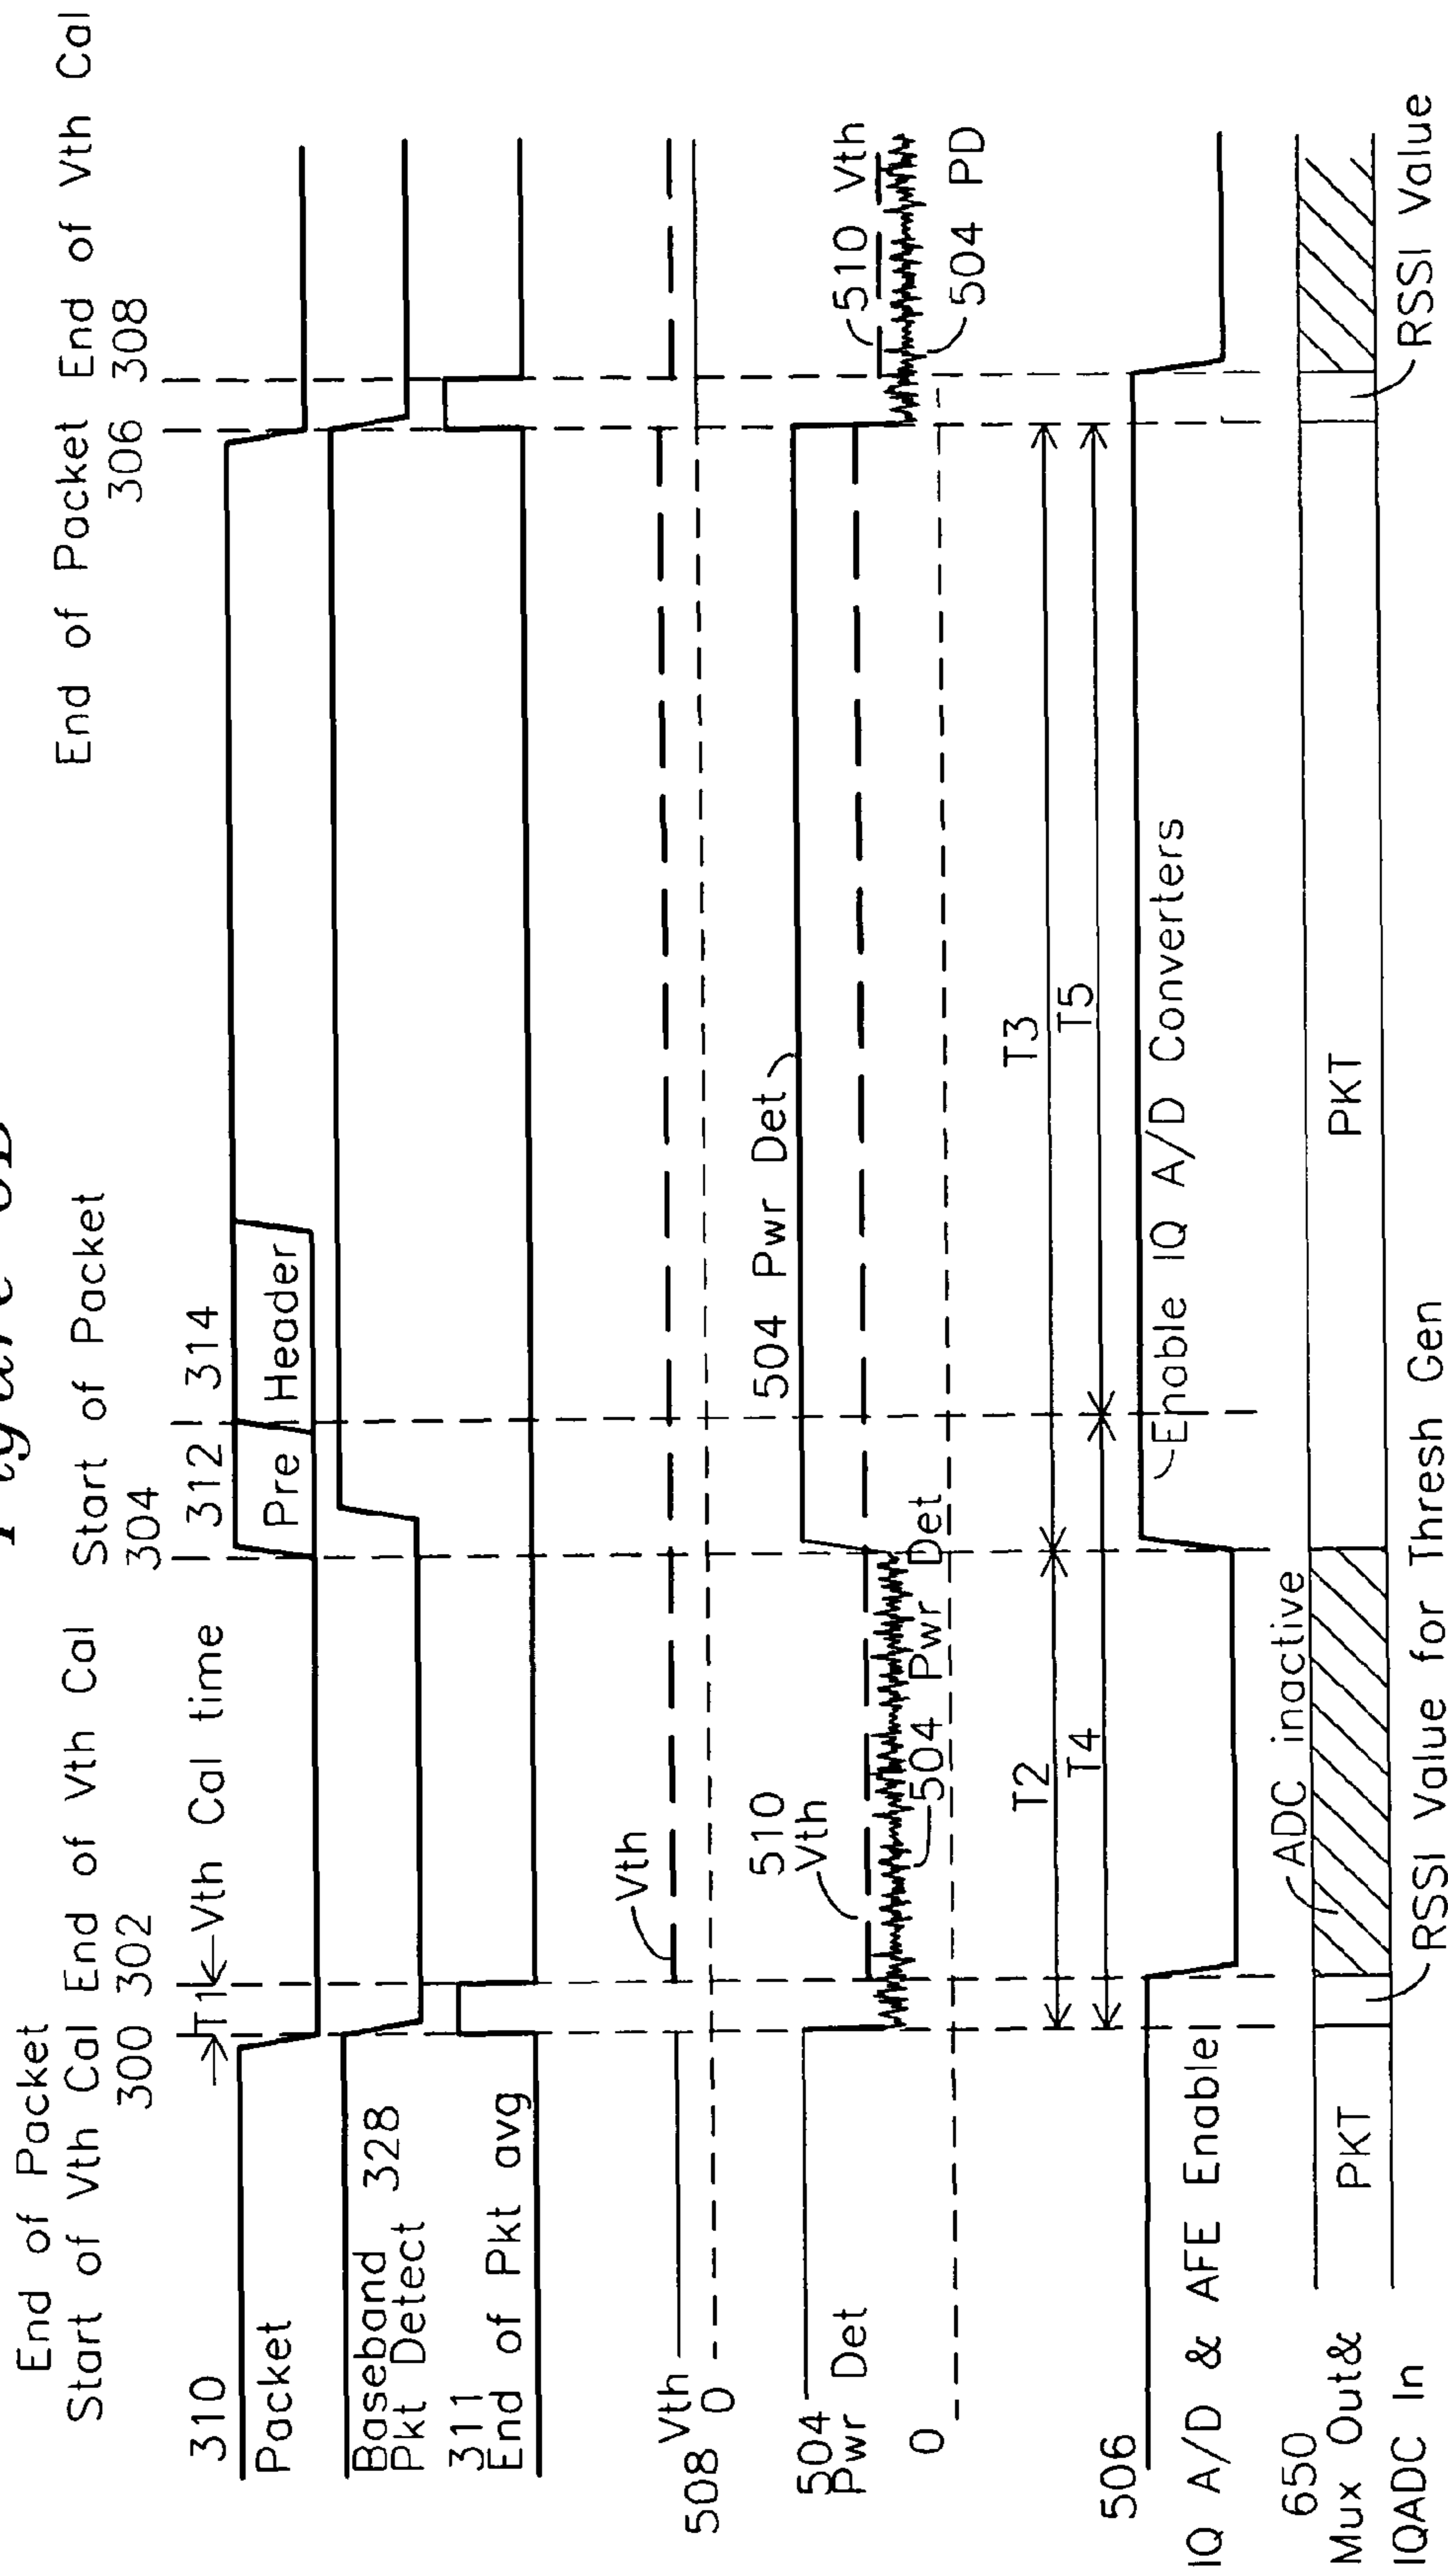 End of Packet
Start of Vth Cal
300
End of Vth Cal
302
Start of Packet
304
End of Packet
306
End of Vth Cal
308
T1
Vth Cal time
312
314
310
Packet
Pre
Header
Baseband
Pkt Detect 328
311
End of Pkt avg
Vth
508
0
Vth
504
Pwr Det
0
510
Vth
504 Pwr Det
504 Pwr Det
510 Vth
504 PD
T2
T3
T4
T5
506
IQ A/D & AFE Enable
Enable IQ A/D Converters
650
Mux Out&
IQADC In
PKT
ADC inactive
PKT
RSSI Value for Thresh Gen
RSSI Value